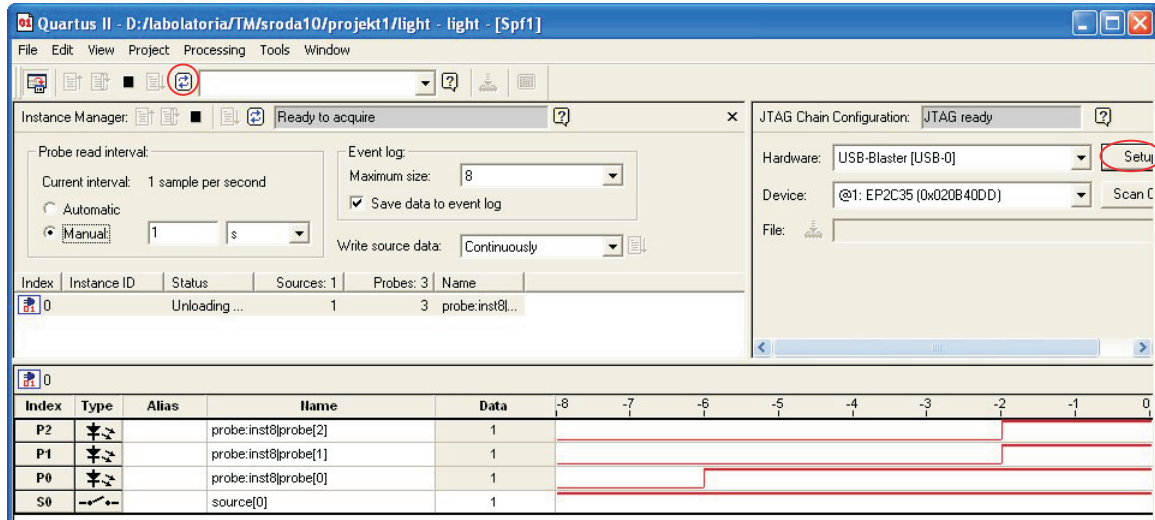 Quartus II - D:/labolatoria/TM/sroda10/projekt1/light - light - [Spf1]
File Edit View Project Processing Tools Window
Instance Manager: Ready to acquire
JTAG Chain Configuration: JTAG ready
Probe read interval:
Current interval: 1 sample per second
Automatic
Manual: 1 s
Event log:
Maximum size: 8
Save data to event log
Write source data: Continuously
Hardware: USB-Blaster [USB-0] Setu
Device: @1: EP2C35 (0x020B40DD) Scan C
File:
Index Instance ID Status Sources: 1 Probes: 3 Name
0 Unloading ... 1 3 probe:inst8|...
0
Index Type Alias Name Data -8 -7 -6 -5 -4 -3 -2 -1 0
P2 probe:inst8|probe[2] 1
P1 probe:inst8|probe[1] 1
P0 probe:inst8|probe[0] 1
S0 source[0] 1